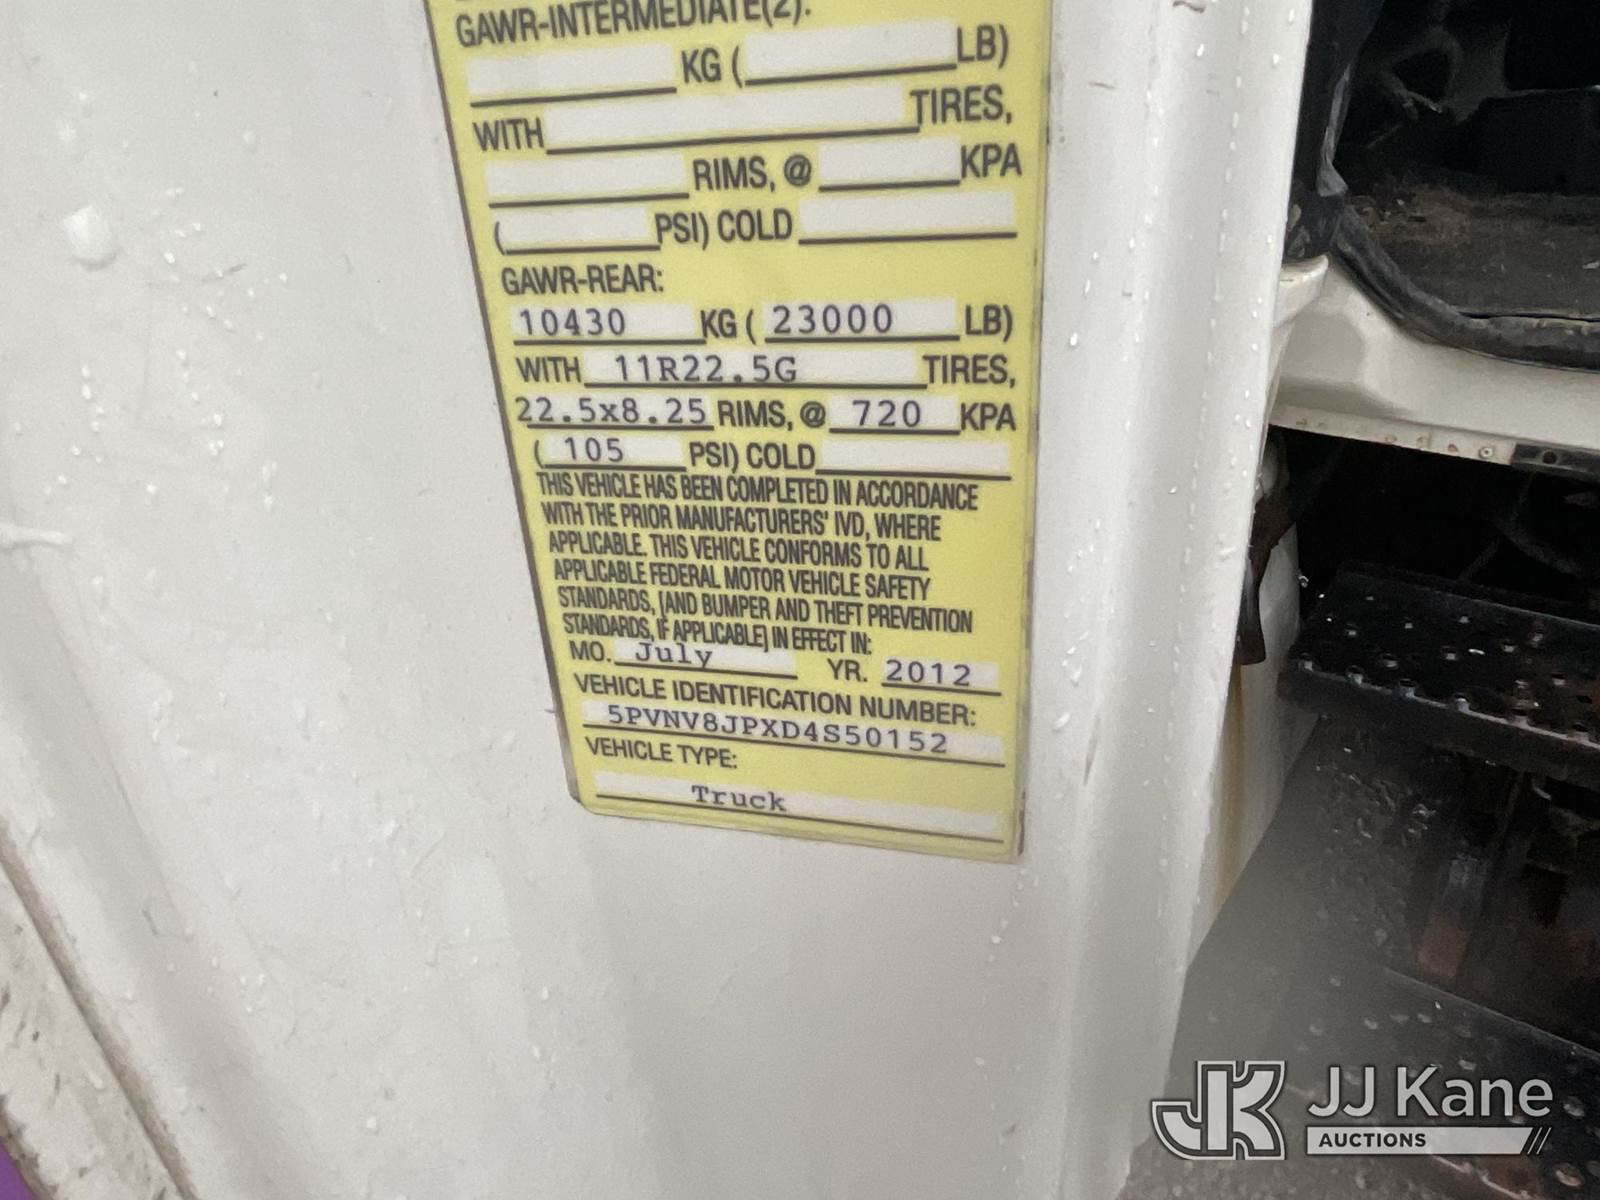 GAWR-INTERMEDIATE(2):
KG ( LB)
WITH TIRES,
RIMS, @ KPA
( PSI) COLD
GAWR-REAR:
10430 KG ( 23000 LB)
WITH 11R22.5G TIRES,
22.5x8.25 RIMS, @ 720 KPA
( 105 PSI) COLD
THIS VEHICLE HAS BEEN COMPLETED IN ACCORDANCE
WITH THE PRIOR MANUFACTURERS' IVD, WHERE
APPLICABLE. THIS VEHICLE CONFORMS TO ALL
APPLICABLE FEDERAL MOTOR VEHICLE SAFETY
STANDARDS, [AND BUMPER AND THEFT PREVENTION
STANDARDS, IF APPLICABLE] IN EFFECT IN:
MO. July YR. 2012
VEHICLE IDENTIFICATION NUMBER:
5PVNV8JPXD4S50152
VEHICLE TYPE:
Truck
JK JJ Kane
AUCTIONS